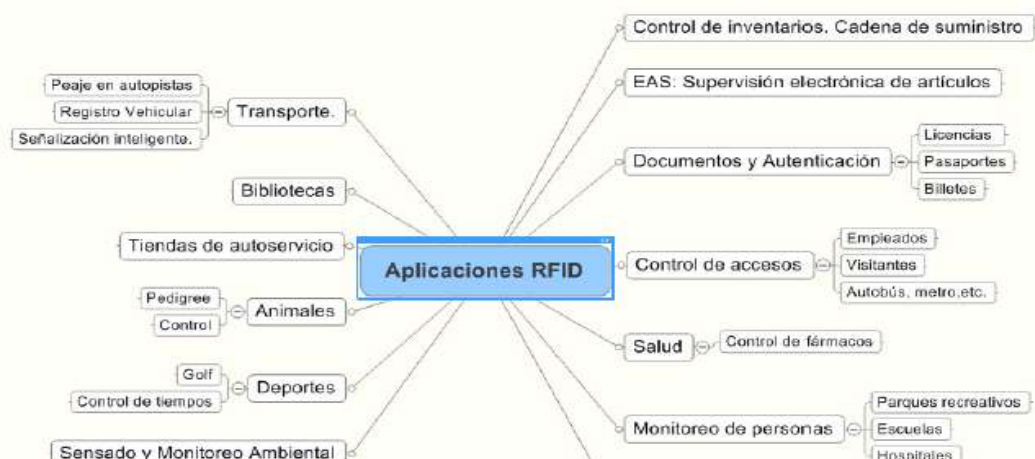 Control de inventarios. Cadena de suministro
EAS: Supervisión electrónica de artículos
Documentos y Autenticación
Licencias
Pasaportes
Billetes
Control de accesos
Empleados
Visitantes
Autobús, metro,etc.
Salud
Control de fármacos
Monitoreo de personas
Parques recreativos
Escuelas
Hospitales
Aplicaciones RFID
Transporte.
Peaje en autopistas
Registro Vehicular
Señalización inteligente.
Bibliotecas
Tiendas de autoservicio
Animales
Pedigree
Control
Deportes
Golf
Control de tiempos
Sensado y Monitoreo Ambiental